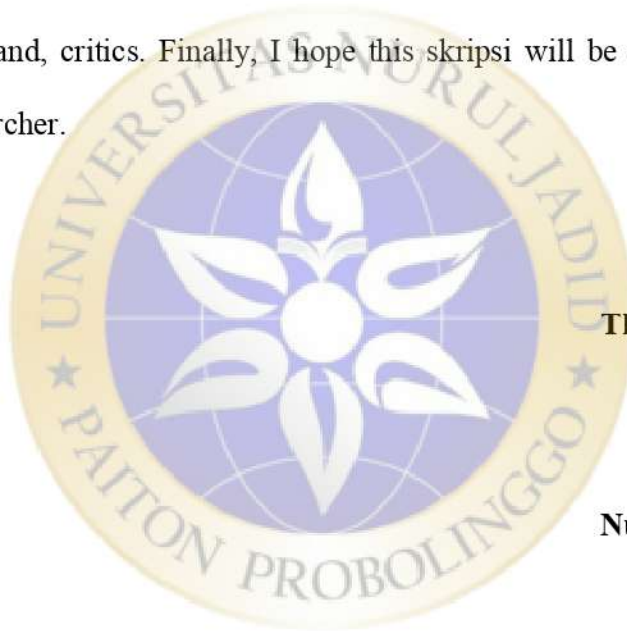 and, critics. Finally, I hope this skripsi will be
rcher.
UNIVERSITAS NURUL JADID
Th
Nu
★ PAITON PROBOLINGGO ★